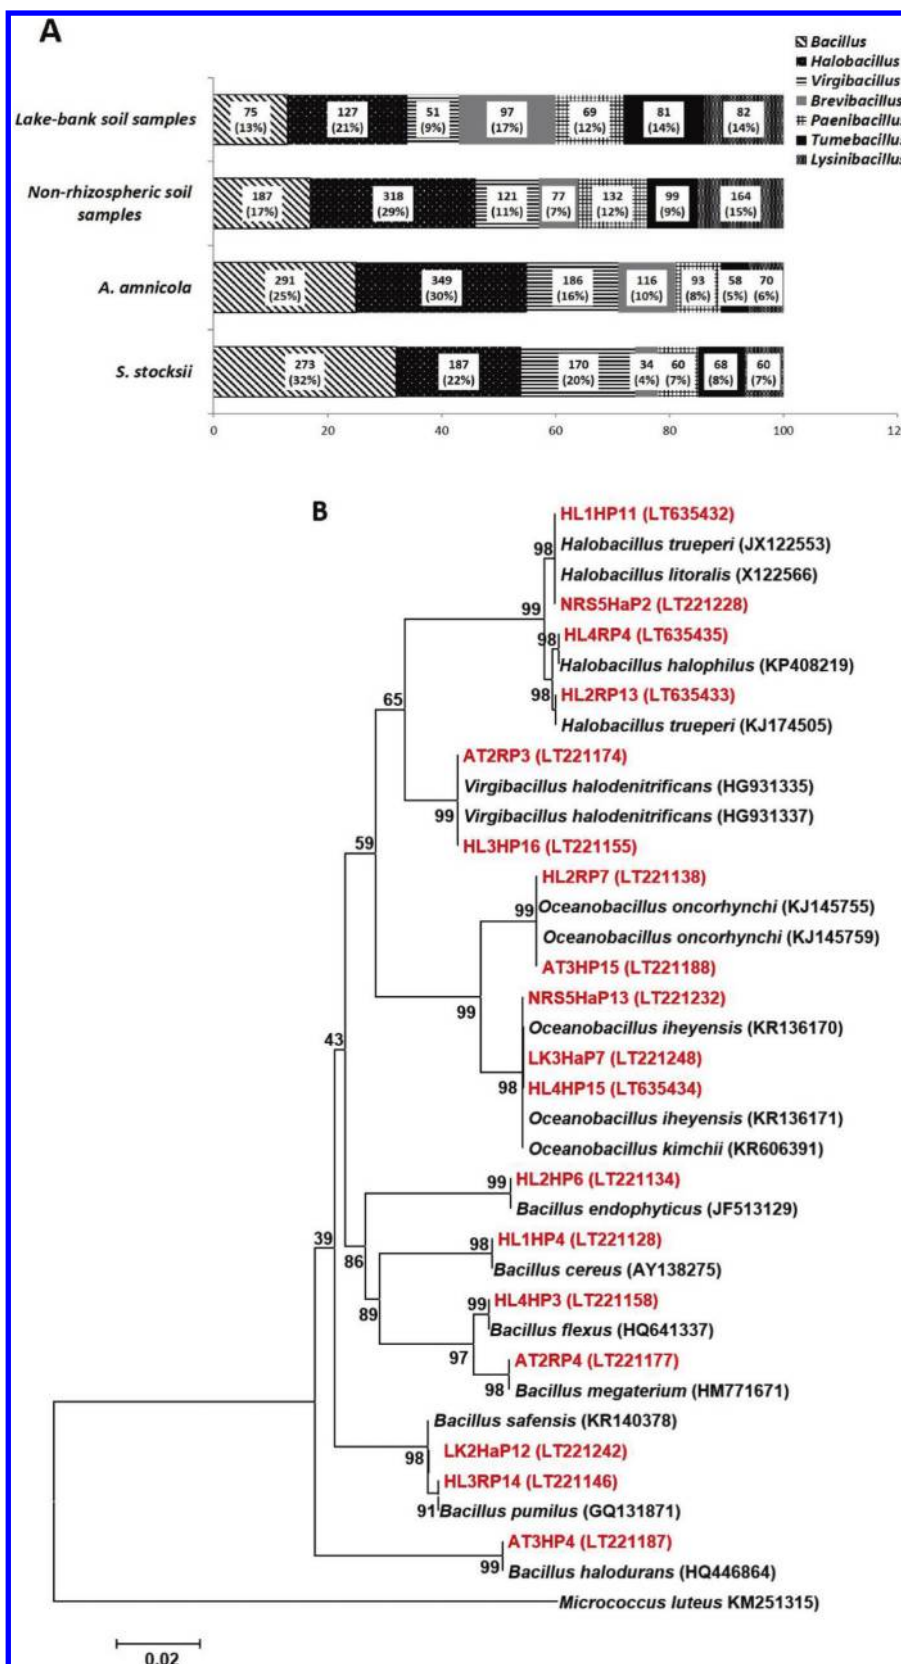 A
Bacillus
Halobacillus
Virgibacillus
Brevibacillus
Paenibacillus
Tumebacillus
Lysinibacillus
Lake-bank soil samples
75 127 51 97 69 81 82
(13%) (21%) (9%) (17%) (12%) (14%) (14%)
Non-rhizospheric soil
samples
187 318 121 77 132 99 164
(17%) (29%) (11%) (7%) (12%) (9%) (15%)
A. amnicola
291 349 186 116 93 58 70
(25%) (30%) (16%) (10%) (8%) (5%) (6%)
S. stocksii
273 187 170 34 60 68 60
(32%) (22%) (20%) (4%) (7%) (8%) (7%)
0 20 40 60 80 100 12
B
HL1HP11 (LT635432)
98
Halobacillus trueperi (JX122553)
Halobacillus litoralis (X122566)
99
NRS5HaP2 (LT221228)
98
HL4RP4 (LT635435)
Halobacillus halophilus (KP408219)
98
HL2RP13 (LT635433)
65
Halobacillus trueperi (KJ174505)
AT2RP3 (LT221174)
Virgibacillus halodenitrificans (HG931335)
99
Virgibacillus halodenitrificans (HG931337)
59
HL3HP16 (LT221155)
HL2RP7 (LT221138)
99
Oceanobacillus oncorhynchi (KJ145755)
Oceanobacillus oncorhynchi (KJ145759)
AT3HP15 (LT221188)
99
NRS5HaP13 (LT221232)
Oceanobacillus iheyensis (KR136170)
43
LK3HaP7 (LT221248)
98
HL4HP15 (LT635434)
Oceanobacillus iheyensis (KR136171)
Oceanobacillus kimchii (KR606391)
99
HL2HP6 (LT221134)
Bacillus endophyticus (JF513129)
39
86
98
HL1HP4 (LT221128)
Bacillus cereus (AY138275)
89
99
HL4HP3 (LT221158)
Bacillus flexus (HQ641337)
97
AT2RP4 (LT221177)
98
Bacillus megaterium (HM771671)
Bacillus safensis (KR140378)
98
LK2HaP12 (LT221242)
HL3RP14 (LT221146)
91
Bacillus pumilus (GQ131871)
AT3HP4 (LT221187)
99
Bacillus halodurans (HQ446864)
Micrococcus luteus KM251315)
0.02